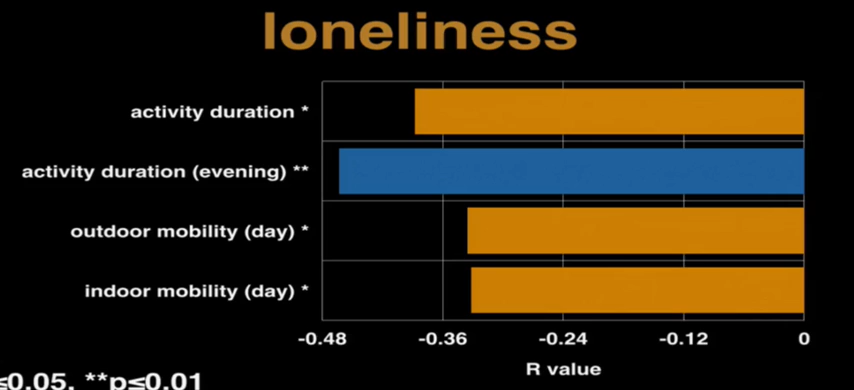 loneliness
activity duration *
activity duration (evening) **
outdoor mobility (day) *
indoor mobility (day) *
-0.48 -0.36 -0.24 -0.12 0
R value
≤0.05, **p≤0.01